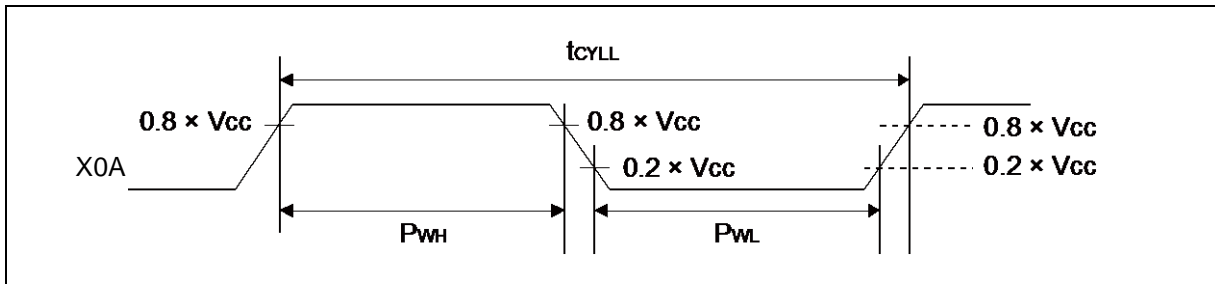 tCYLL
0.8 × Vcc
0.8 × Vcc
0.8 × Vcc
X0A
0.2 × Vcc
0.2 × Vcc
PWH
PWL